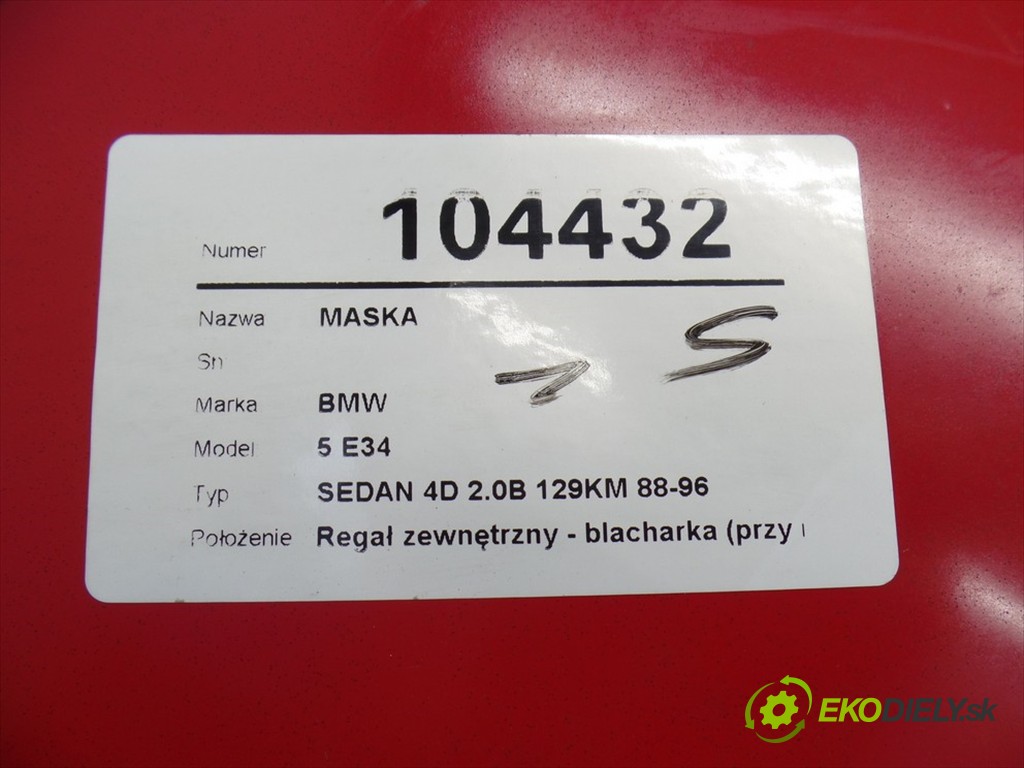 Numer 104432
Nazwa MASKA
Sn
Marka BMW
Model 5 E34
Typ SEDAN 4D 2.0B 129KM 88-96
Położenie Regał zewnętrzny - blacharka (przy
1 S
EKODIELY.sk